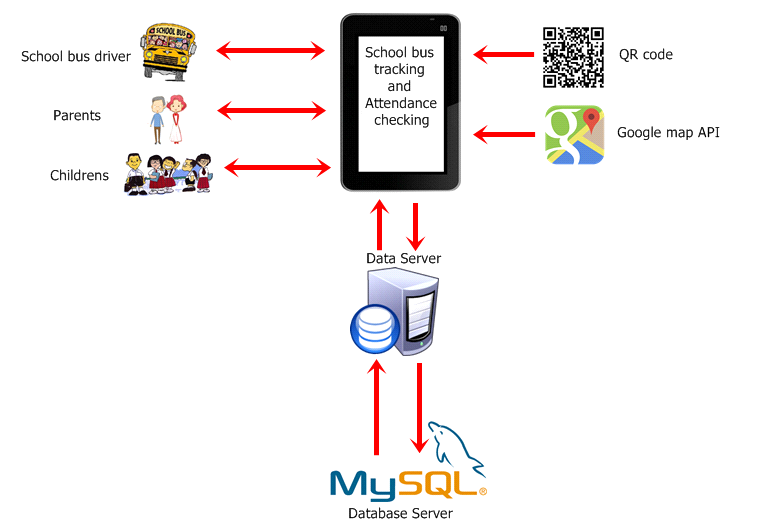 School bus driver
SCHOOL BUS
Parents
Childrens
School bus
tracking
and
Attendance
checking
QR code
g
Google map API
Data Server
MySQL®
Database Server